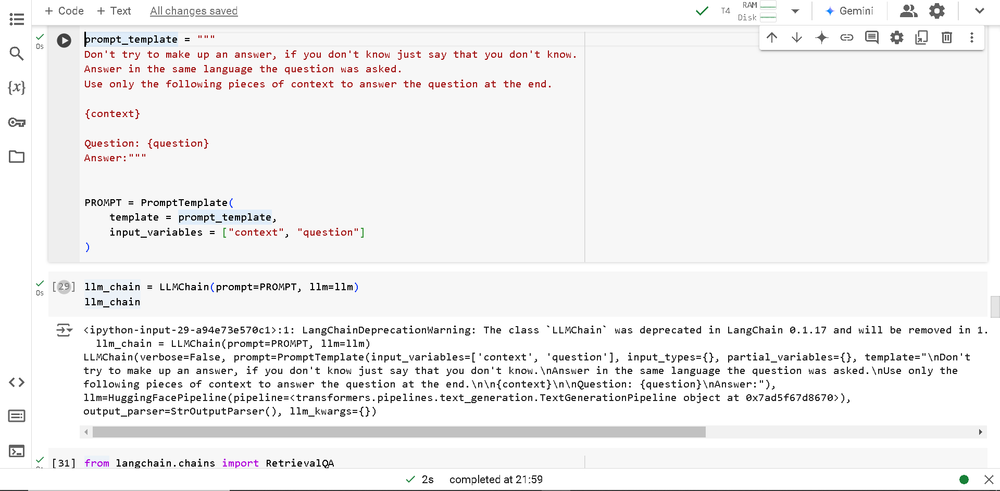 + Code + Text All changes saved
T4 RAM Disk Gemini
0s
prompt_template = """
Don't try to make up an answer, if you don't know just say that you don't know.
Answer in the same language the question was asked.
Use only the following pieces of context to answer the question at the end.
{context}
Question: {question}
Answer:"""
PROMPT = PromptTemplate(
template = prompt_template,
input_variables = ["context", "question"]
)
0s
[29] llm_chain = LLMChain(prompt=PROMPT, llm=llm)
llm_chain
<ipython-input-29-a94e73e570c1>:1: LangChainDeprecationWarning: The class `LLMChain` was deprecated in LangChain 0.1.17 and will be removed in 1.
llm_chain = LLMChain(prompt=PROMPT, llm=llm)
LLMChain(verbose=False, prompt=PromptTemplate(input_variables=['context', 'question'], input_types={}, partial_variables={}, template="\nDon't
try to make up an answer, if you don't know just say that you don't know.\nAnswer in the same language the question was asked.\nUse only the
following pieces of context to answer the question at the end.\n\n{context}\n\nQuestion: {question}\nAnswer:"),
llm=HuggingFacePipeline(pipeline=<transformers.pipelines.text_generation.TextGenerationPipeline object at 0x7ad5f67d8670>),
output_parser=StrOutputParser(), llm_kwargs={})
[31] from langchain.chains import RetrievalQA
2s completed at 21:59